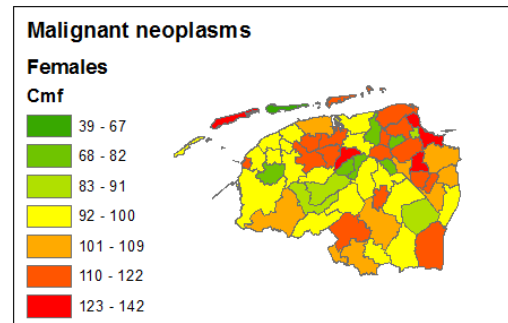 Malignant neoplasms
Females
Cmf
39 - 67
68 - 82
83 - 91
92 - 100
101 - 109
110 - 122
123 - 142